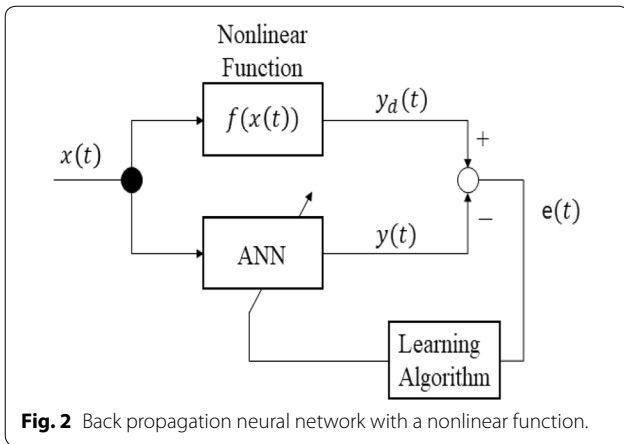 Nonlinear
Function
f(x(t))
y_d(t)
x(t)
+
e(t)
−
ANN
y(t)
Learning
Algorithm
Fig. 2 Back propagation neural network with a nonlinear function.